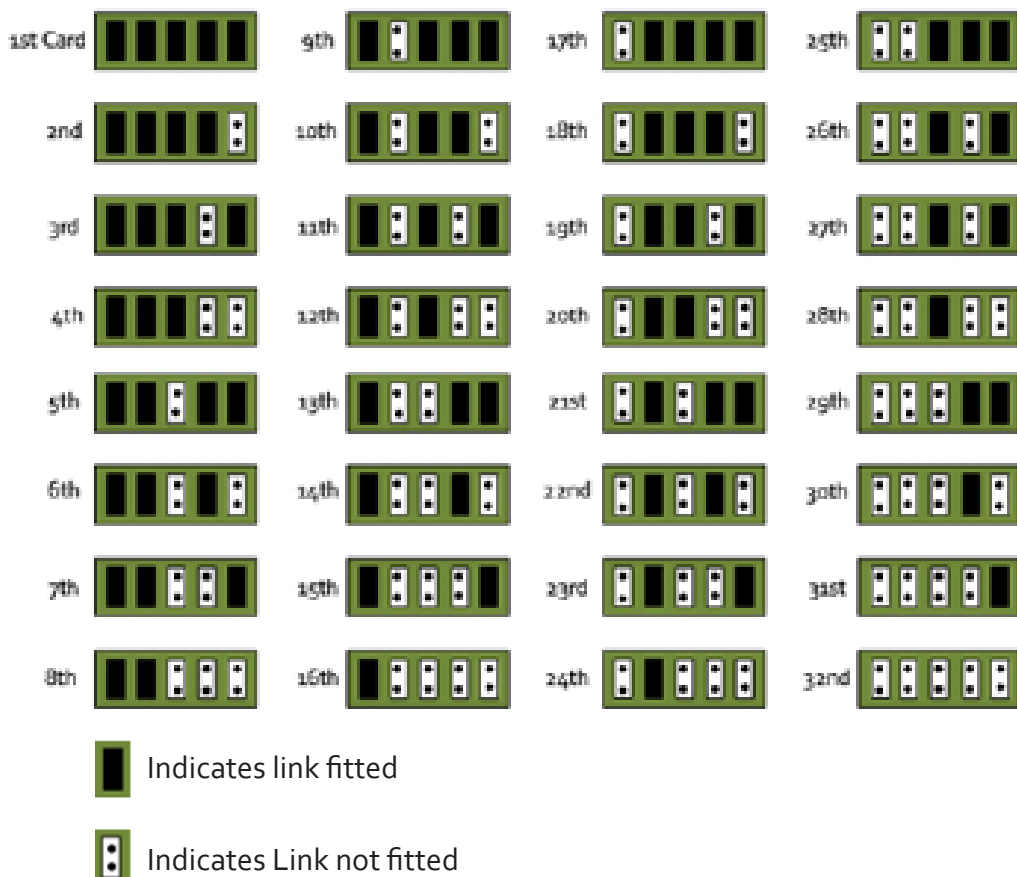 1st Card 9th 17th 25th
2nd 10th 18th 26th
3rd 11th 19th 27th
4th 12th 20th 28th
5th 13th 21st 29th
6th 14th 22nd 30th
7th 15th 23rd 31st
8th 16th 24th 32nd
Indicates link fitted
Indicates Link not fitted